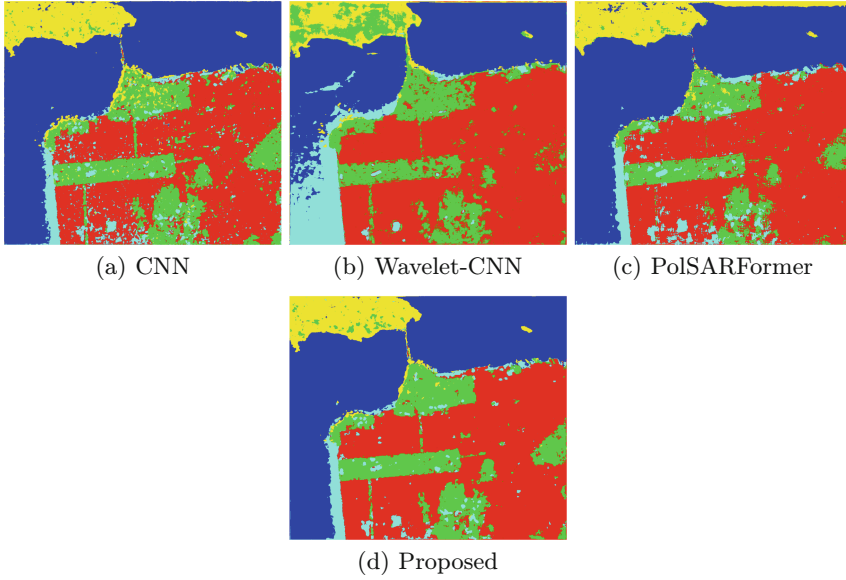 (a) CNN
(b) Wavelet-CNN
(c) PolSARFormer
(d) Proposed